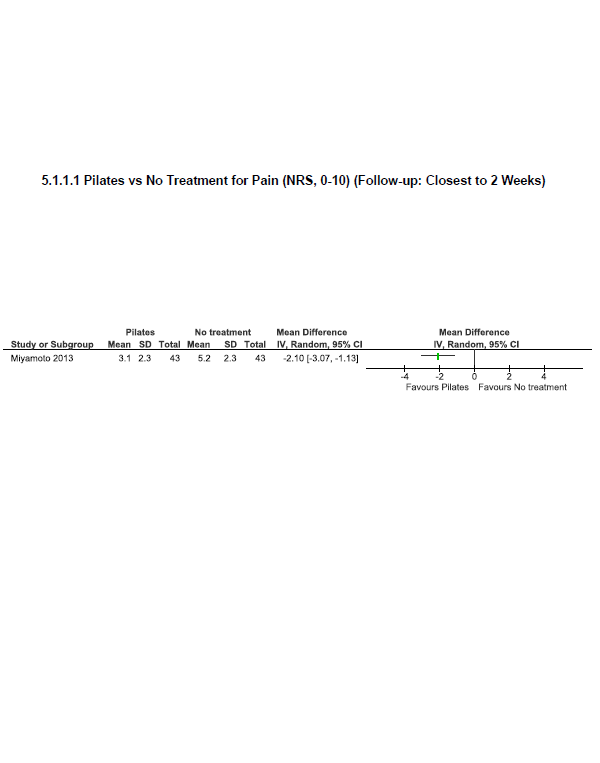 5.1.1.1 Pilates vs No Treatment for Pain (NRS, 0-10) (Follow-up: Closest to 2 Weeks)
Pilates No treatment Mean Difference Mean Difference
Study or Subgroup Mean SD Total Mean SD Total IV, Random, 95% CI IV, Random, 95% CI
Miyamoto 2013 3.1 2.3 43 5.2 2.3 43 -2.10 [-3.07, -1.13]
-4 -2 0 2 4
Favours Pilates Favours No treatment